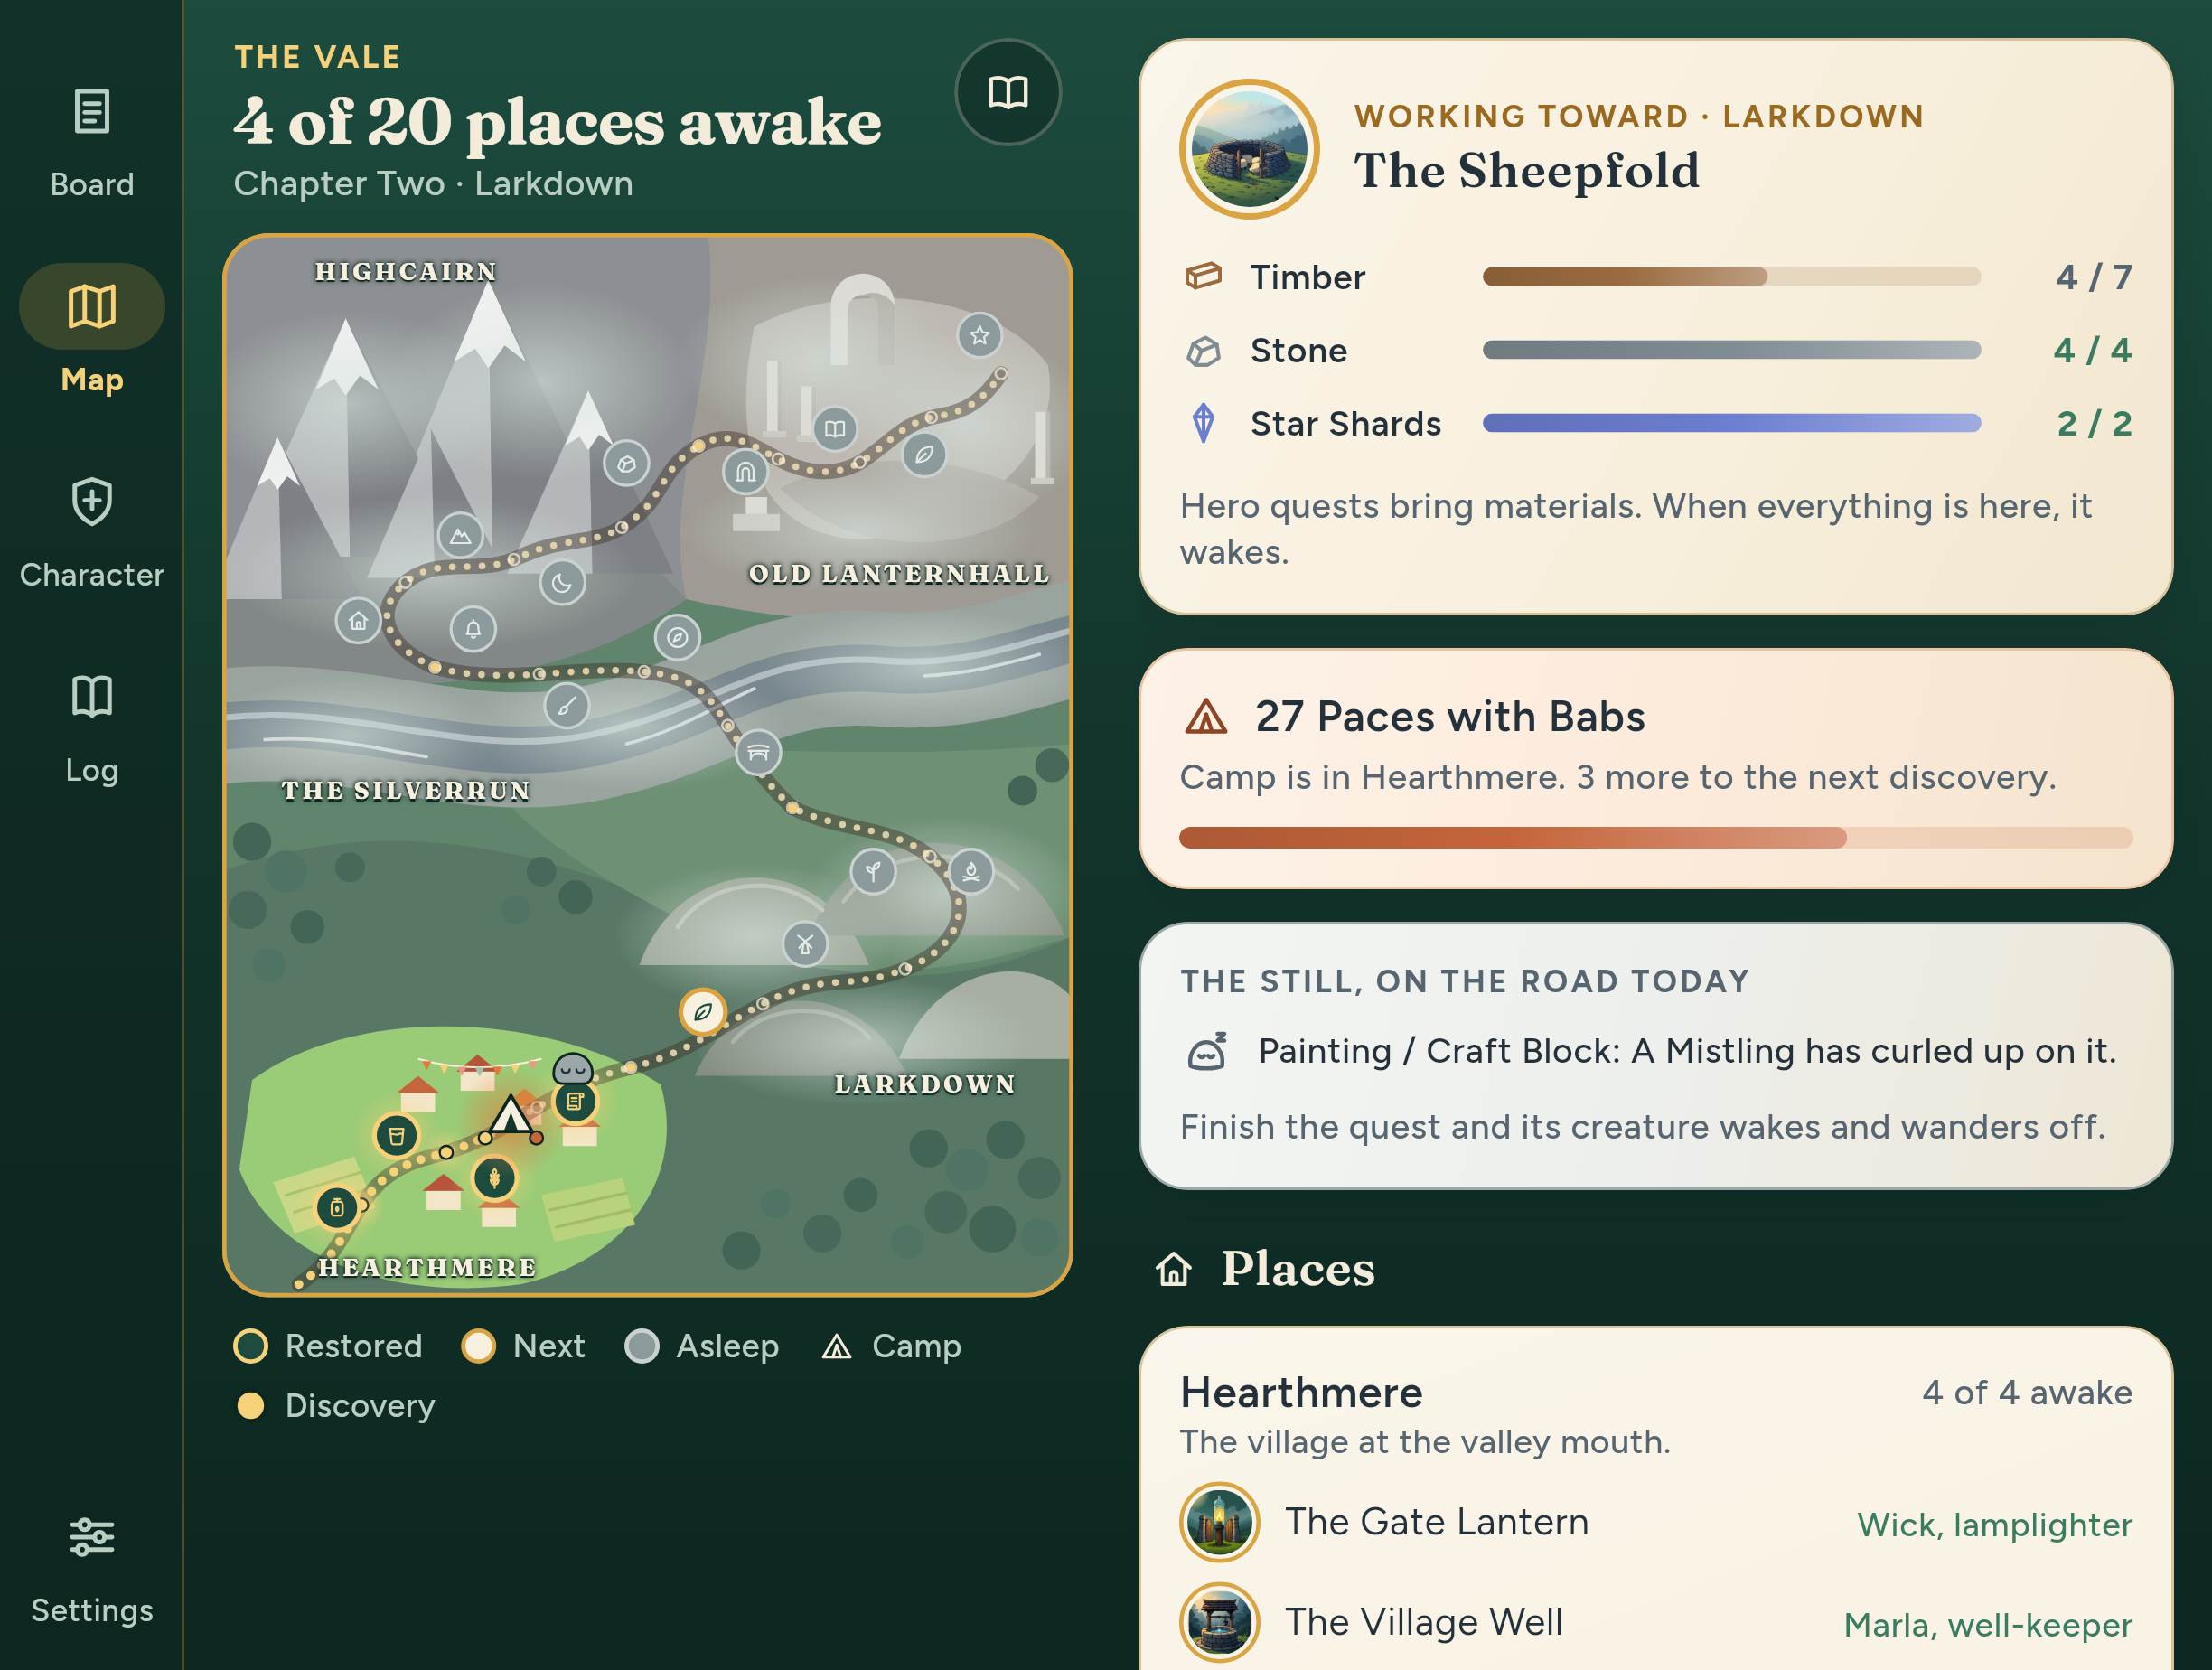 Board
Map
Character
Log
Settings
THE VALE
4 of 20 places awake
Chapter Two · Larkdown
HIGHCAIRN
OLD LANTERNHALL
THE SILVERRUN
LARKDOWN
HEARTHMERE
Restored
Next
Asleep
Camp
Discovery
WORKING TOWARD · LARKDOWN
The Sheepfold
Timber
4 / 7
Stone
4 / 4
Star Shards
2 / 2
Hero quests bring materials. When everything is here, it
wakes.
27 Paces with Babs
Camp is in Hearthmere. 3 more to the next discovery.
THE STILL, ON THE ROAD TODAY
Painting / Craft Block: A Mistling has curled up on it.
Finish the quest and its creature wakes and wanders off.
Places
Hearthmere
4 of 4 awake
The village at the valley mouth.
The Gate Lantern
Wick, lamplighter
The Village Well
Marla, well-keeper